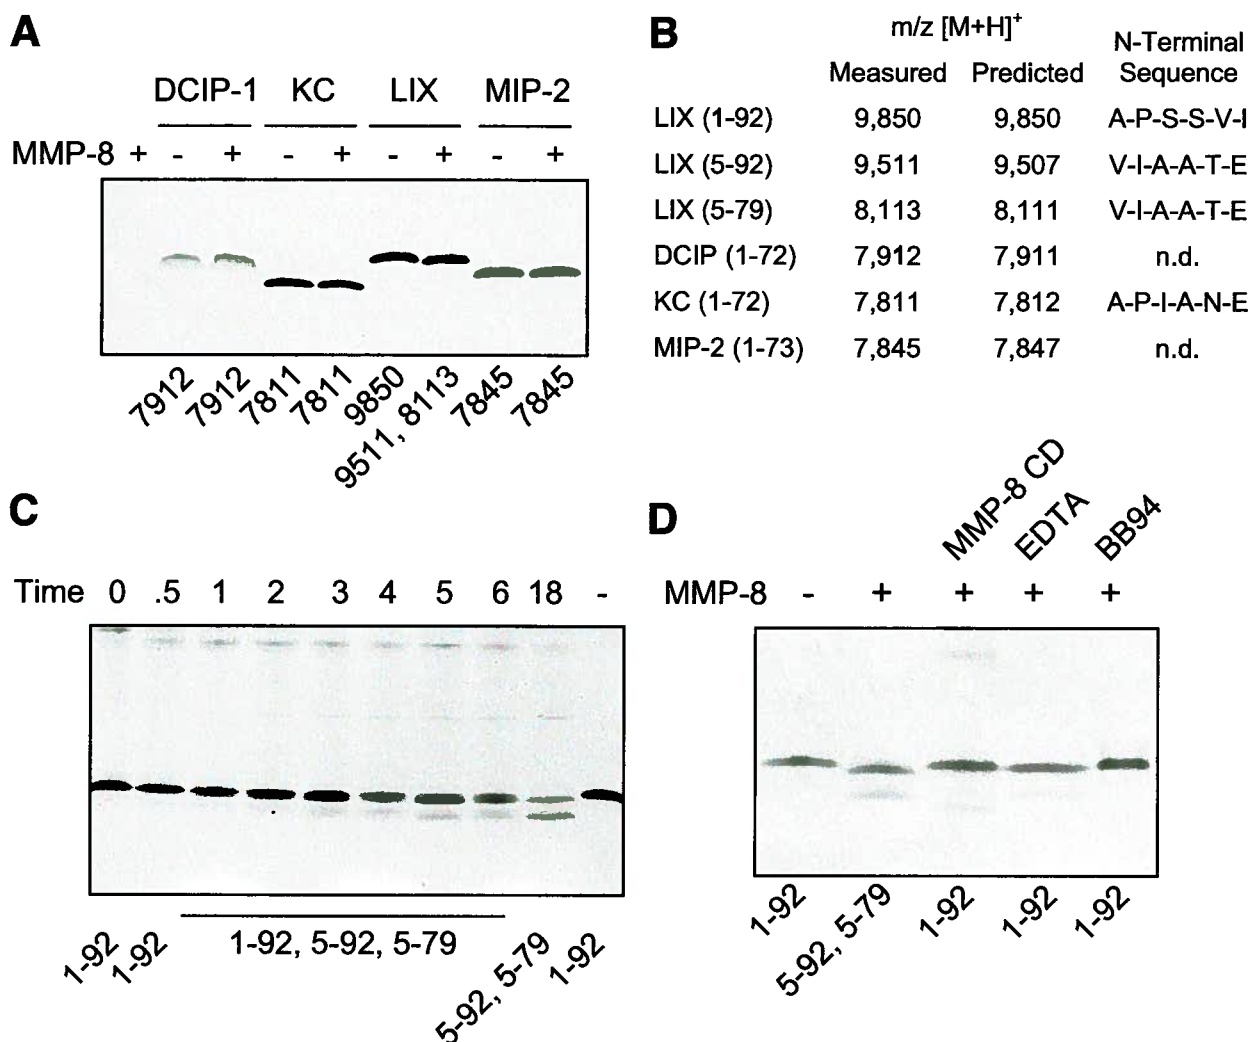 A
DCIP-1 KC LIX MIP-2
MMP-8 + - + - + - + - +
7912 7912 7811 7811 9850 9511, 8113 7845 7845
B
m/z [M+H]+ N-Terminal
Measured Predicted Sequence
LIX (1-92) 9,850 9,850 A-P-S-S-V-I
LIX (5-92) 9,511 9,507 V-I-A-A-T-E
LIX (5-79) 8,113 8,111 V-I-A-A-T-E
DCIP (1-72) 7,912 7,911 n.d.
KC (1-72) 7,811 7,812 A-P-I-A-N-E
MIP-2 (1-73) 7,845 7,847 n.d.
C
Time 0 .5 1 2 3 4 5 6 18 -
1-92 1-92 1-92, 5-92, 5-79 5-92, 5-79 1-92
D
MMP-8 CD EDTA BB94
MMP-8 - + + + +
1-92 5-92, 5-79 1-92 1-92 1-92